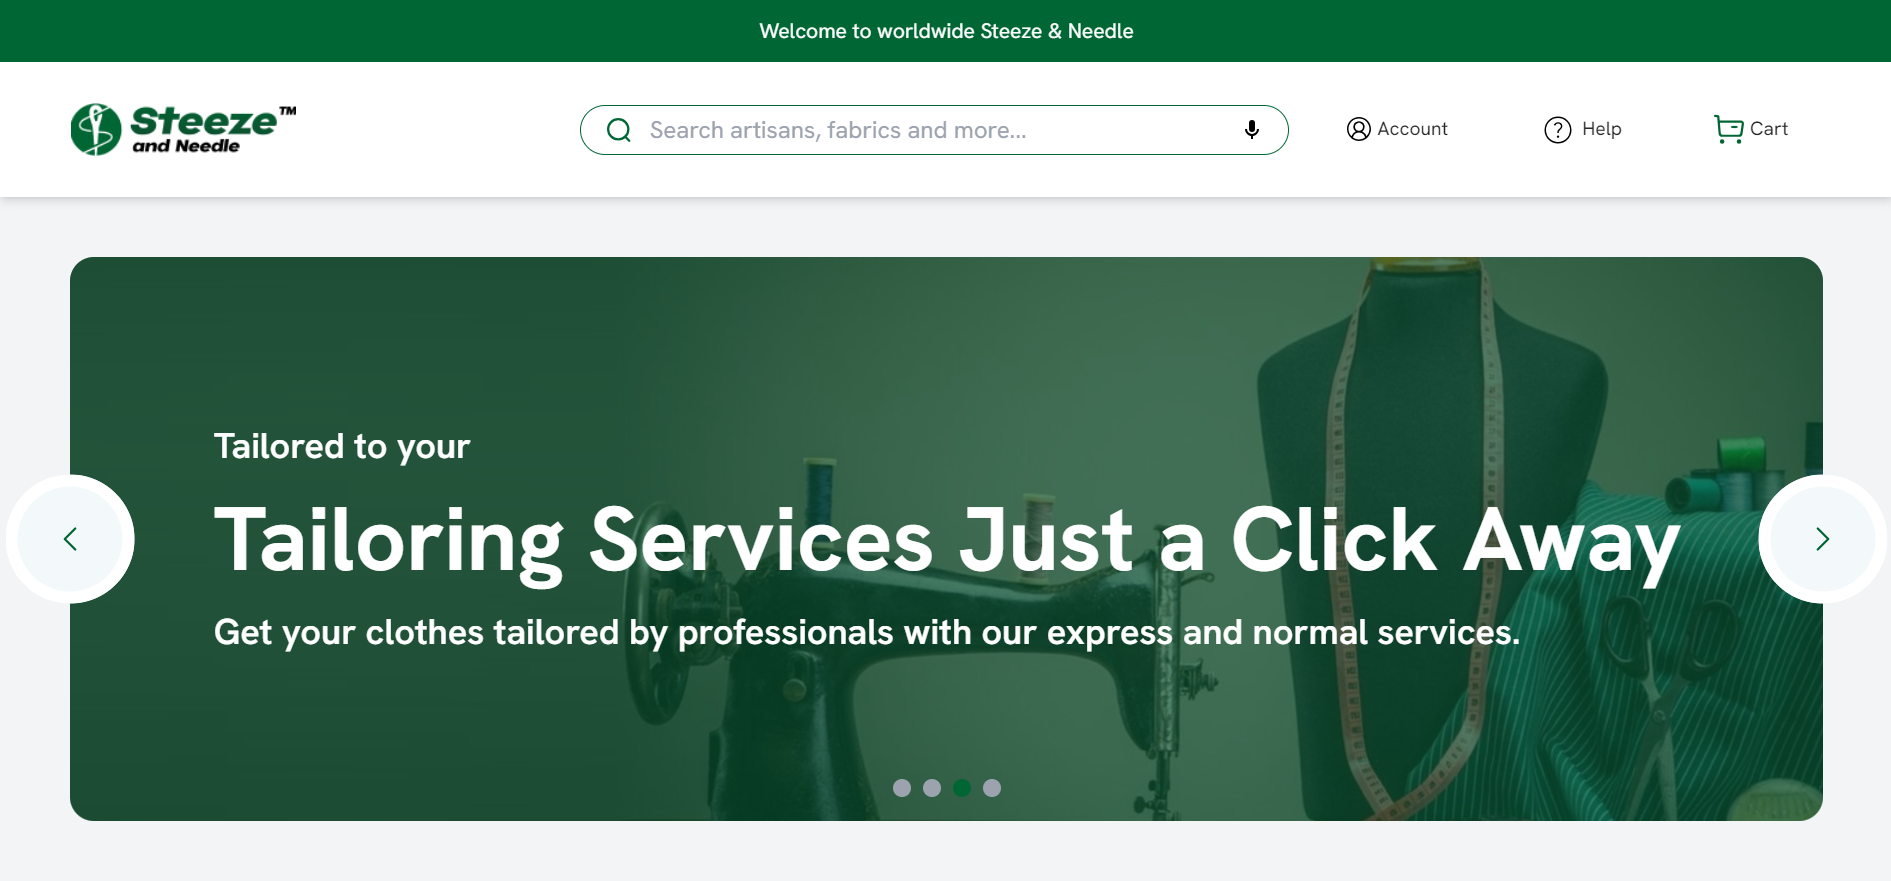 Welcome to worldwide Steeze & Needle
Steeze™
and Needle
Search artisans, fabrics and more...
Account
Help
Cart
Tailored to your
Tailoring Services Just a Click Away
Get your clothes tailored by professionals with our express and normal services.